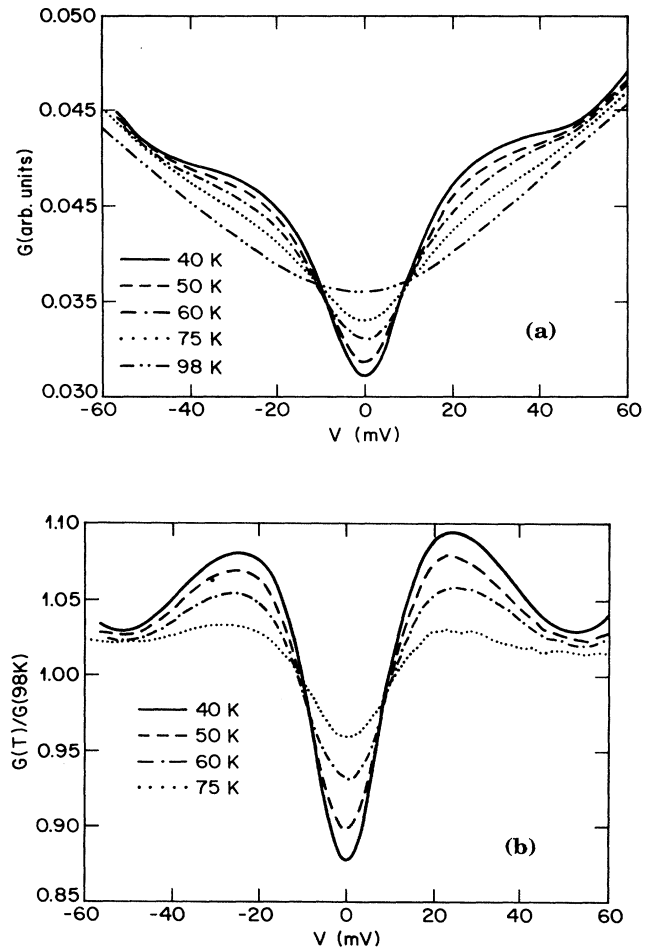 0.050
0.045
0.045
0.035
0.030
G(arb. units)
40 K
50 K
60 K
75 K
98 K
(a)
-60 -40 -20 0 20 40 60
V (mV)
1.10
1.05
1.00
0.95
0.90
0.85
G(T)/G(98K)
40 K
50 K
60 K
75 K
(b)
-60 -40 -20 0 20 40 60
V (mV)